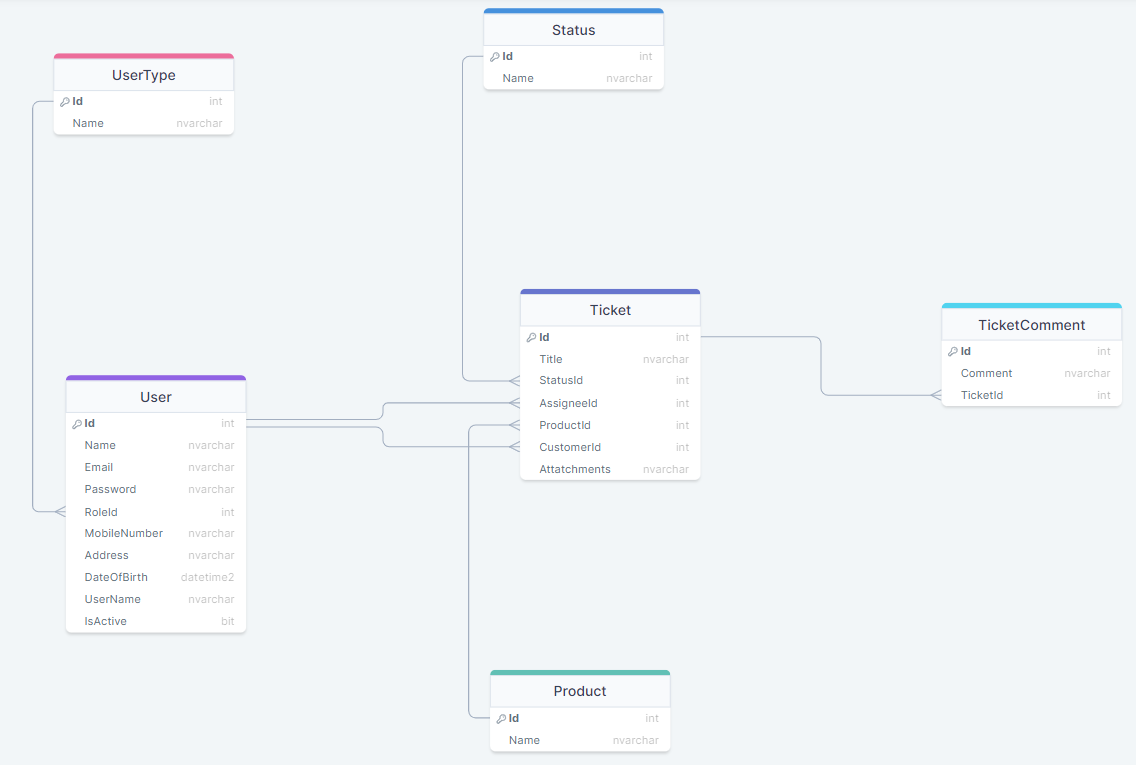 Status
Id int
Name nvarchar
UserType
Id int
Name nvarchar
Ticket
Id int
Title nvarchar
StatusId int
AssigneeId int
ProductId int
CustomerId int
Attatchments nvarchar
TicketComment
Id int
Comment nvarchar
TicketId int
User
Id int
Name nvarchar
Email nvarchar
Password nvarchar
RoleId int
MobileNumber nvarchar
Address nvarchar
DateOfBirth datetime2
UserName nvarchar
IsActive bit
Product
Id int
Name nvarchar